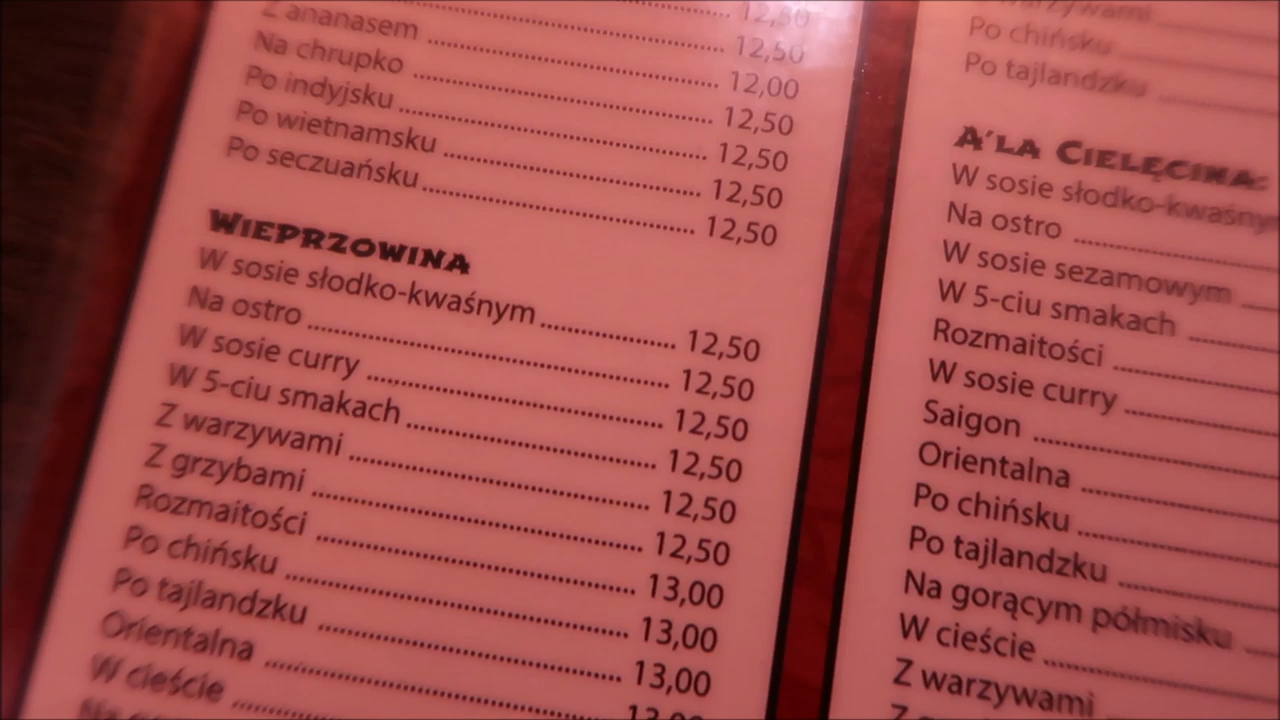 12,50
12,50
Z ananasem ........ 12,00
Na chrupko ........ 12,50
Po indyjsku ........ 12,50
Po wietnamsku ........ 12,50
Po seczuańsku ........ 12,50
WIEPRZOWINA
W sosie słodko-kwaśnym ........ 12,50
Na ostro ........ 12,50
W sosie curry ........ 12,50
W 5-ciu smakach ........ 12,50
Z warzywami ........ 12,50
Z grzybami ........ 12,50
Rozmaitości ........ 13,00
Po chińsku ........ 13,00
Po tajlandzku ........ 13,00
Orientalna ........ 13,00
W cieście ........
Po chińsku
Po tajlandzku ........
A'LA CIELĘCINA:
W sosie słodko-kwaśnym
Na ostro ........
W sosie sezamowym ........
W 5-ciu smakach ........
Rozmaitości ........
W sosie curry ........
Saigon ........
Orientalna ........
Po chińsku ........
Po tajlandzku ........
Na gorącym półmisku ........
W cieście ........
Z warzywami